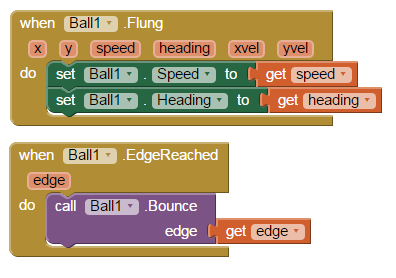 when Ball1 .Flung
x y speed heading xvel yvel
do set Ball1 . Speed to get speed
set Ball1 . Heading to get heading
when Ball1 .EdgeReached
edge
do call Ball1 .Bounce
edge get edge